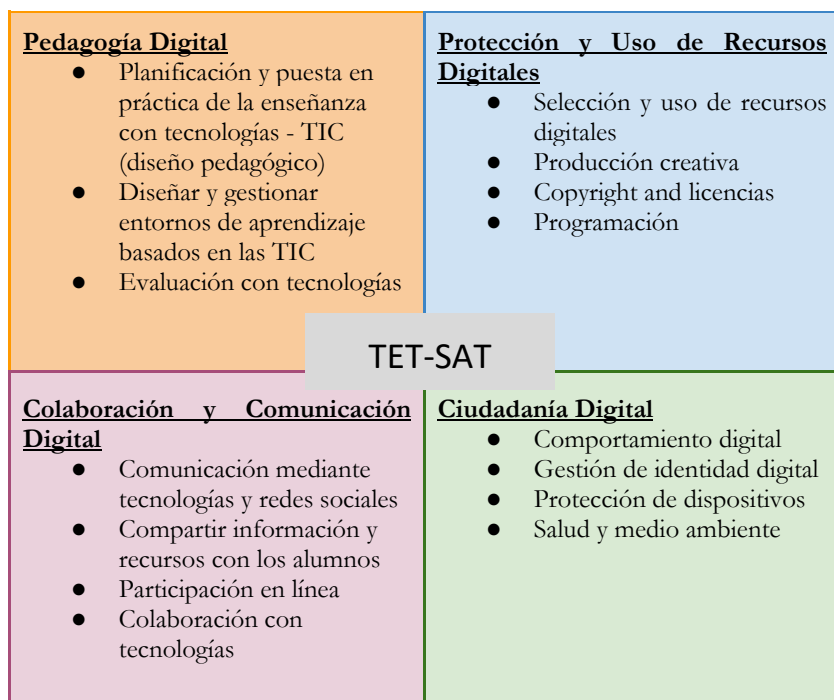 Pedagogía Digital
● Planificación y puesta en
práctica de la enseñanza
con tecnologías - TIC
(diseño pedagógico)
● Diseñar y gestionar
entornos de aprendizaje
basados en las TIC
● Evaluación con tecnologías
Protección y Uso de Recursos
Digitales
● Selección y uso de recursos
digitales
● Producción creativa
● Copyright and licencias
● Programación
TET-SAT
Colaboración y Comunicación
Digital
● Comunicación mediante
tecnologías y redes sociales
● Compartir información y
recursos con los alumnos
● Participación en línea
● Colaboración con
tecnologías
Ciudadanía Digital
● Comportamiento digital
● Gestión de identidad digital
● Protección de dispositivos
● Salud y medio ambiente